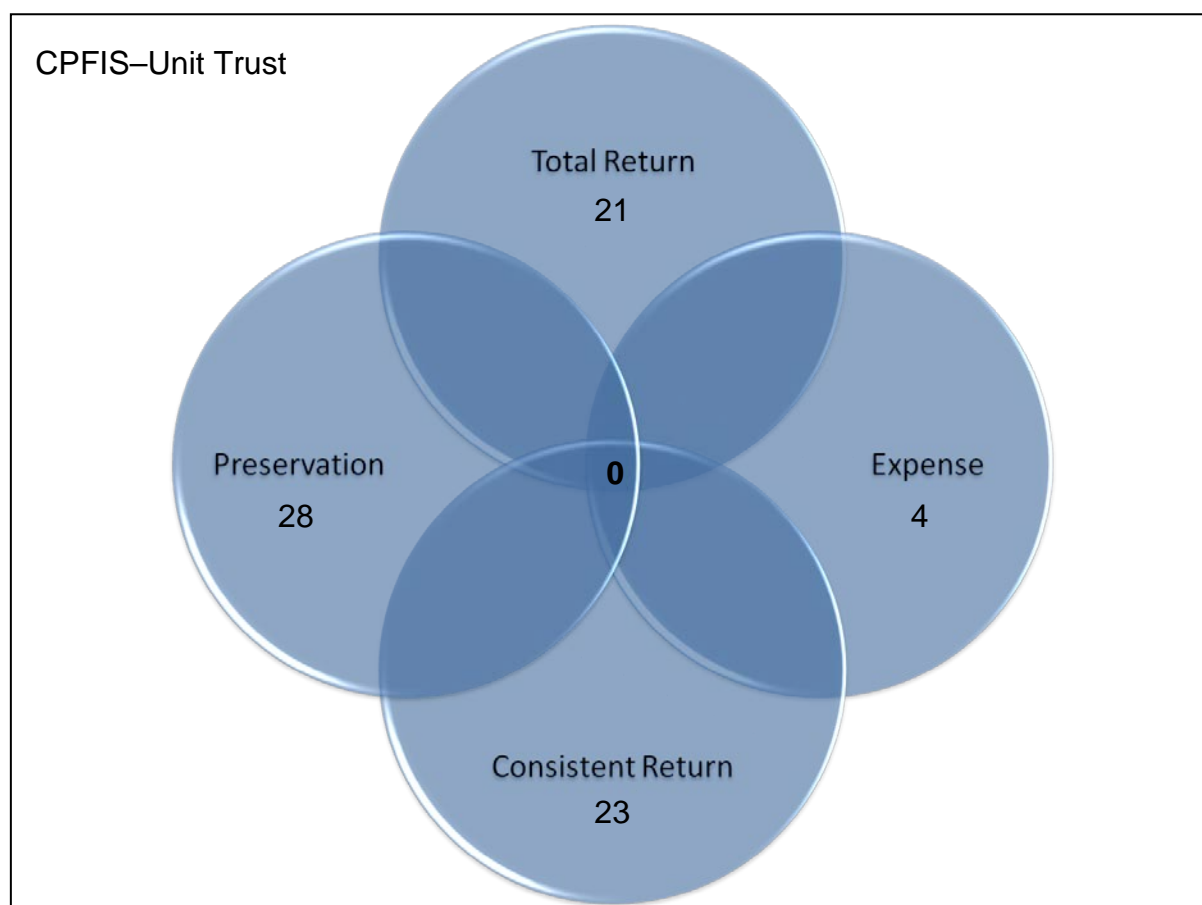 CPFIS–Unit Trust
Total Return
21
Preservation
28
0
Expense
4
Consistent Return
23